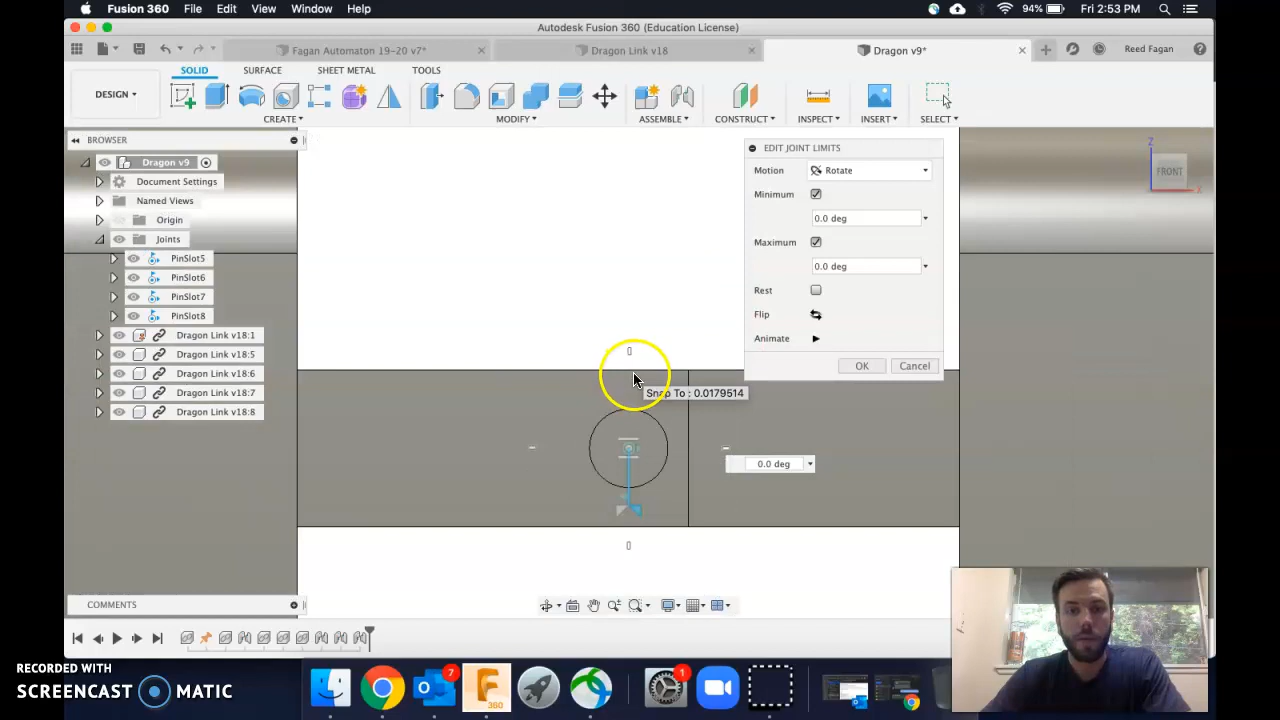 Fusion 360 File Edit View Window Help 94% Fri 2:53 PM
Autodesk Fusion 360 (Education License)
Fagan Automaton 19-20 v7* Dragon Link v18 Dragon v9* Reed Fagan
SOLID SURFACE SHEET METAL TOOLS
DESIGN
CREATE MODIFY ASSEMBLE CONSTRUCT INSPECT INSERT SELECT
BROWSER
Dragon v9
Document Settings
Named Views
Origin
Joints
PinSlot5
PinSlot6
PinSlot7
PinSlot8
Dragon Link v18:1
Dragon Link v18:5
Dragon Link v18:6
Dragon Link v18:7
Dragon Link v18:8
EDIT JOINT LIMITS
Motion Rotate
Minimum
0.0 deg
Maximum
0.0 deg
Rest
Flip
Animate
OK Cancel
Z
FRONT
X
Snap To : 0.0179514
0.0 deg
COMMENTS
RECORDED WITH
SCREENCAST MATIC
7
360
1